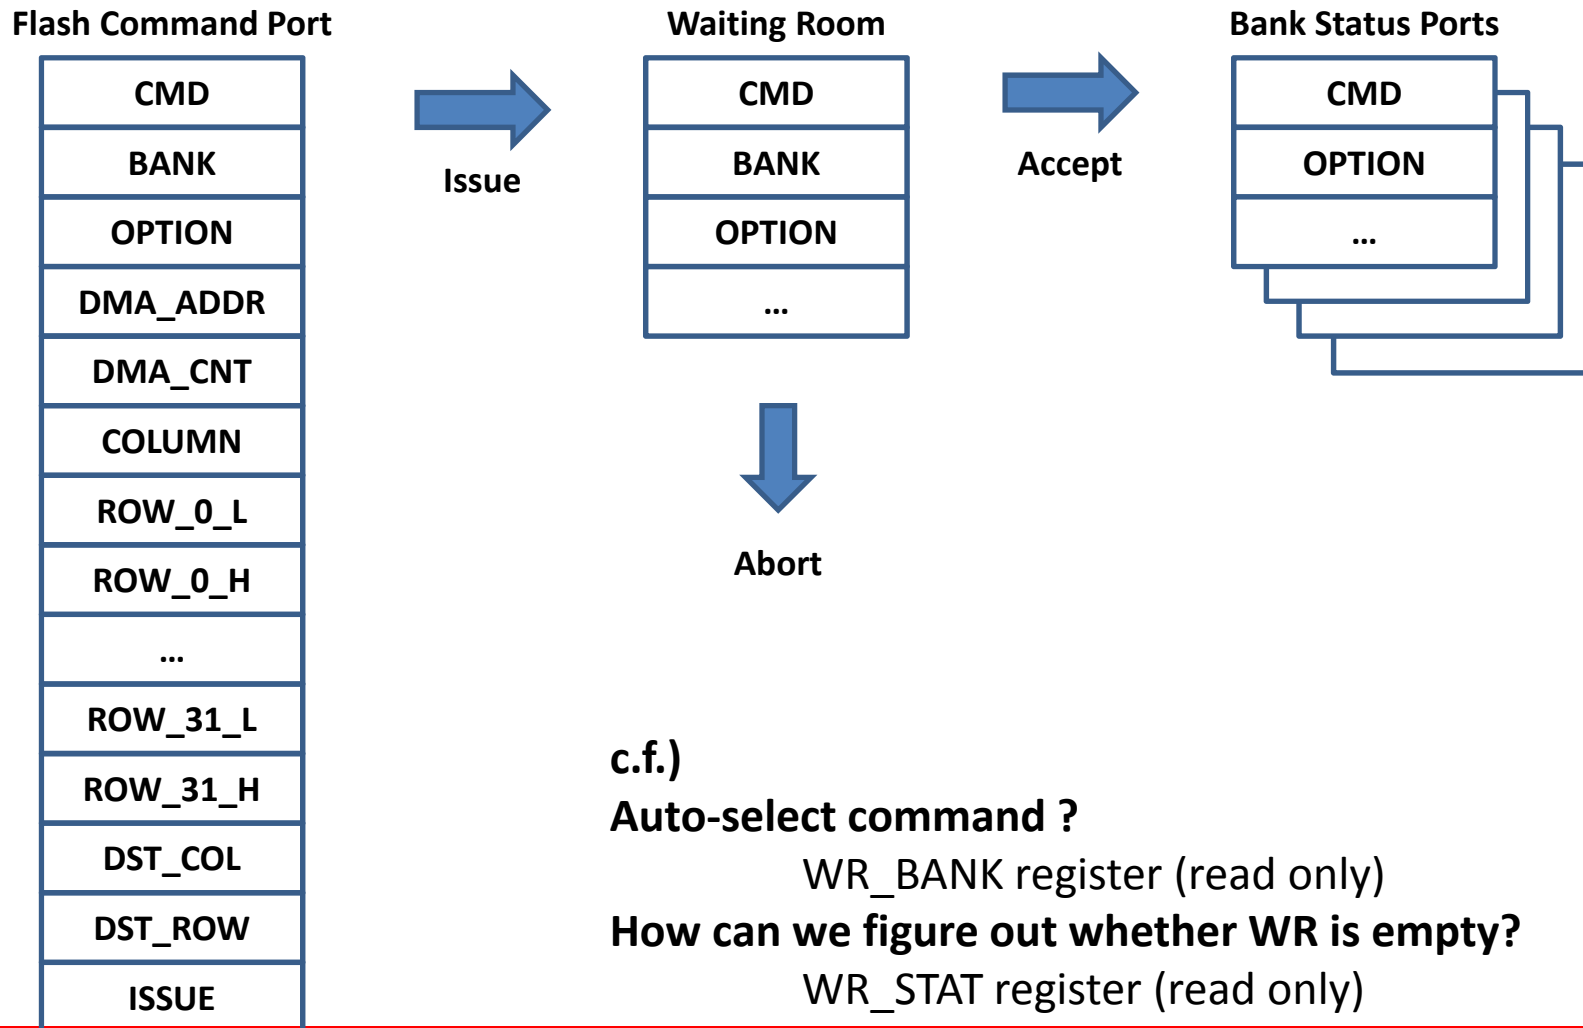 Flash Command Port
CMD
BANK
OPTION
DMA_ADDR
DMA_CNT
COLUMN
ROW_0_L
ROW_0_H
…
ROW_31_L
ROW_31_H
DST_COL
DST_ROW
ISSUE
Issue
Waiting Room
CMD
BANK
OPTION
…
Abort
Accept
Bank Status Ports
CMD
OPTION
…
c.f.)
Auto-select command ?
WR_BANK register (read only)
How can we figure out whether WR is empty?
WR_STAT register (read only)